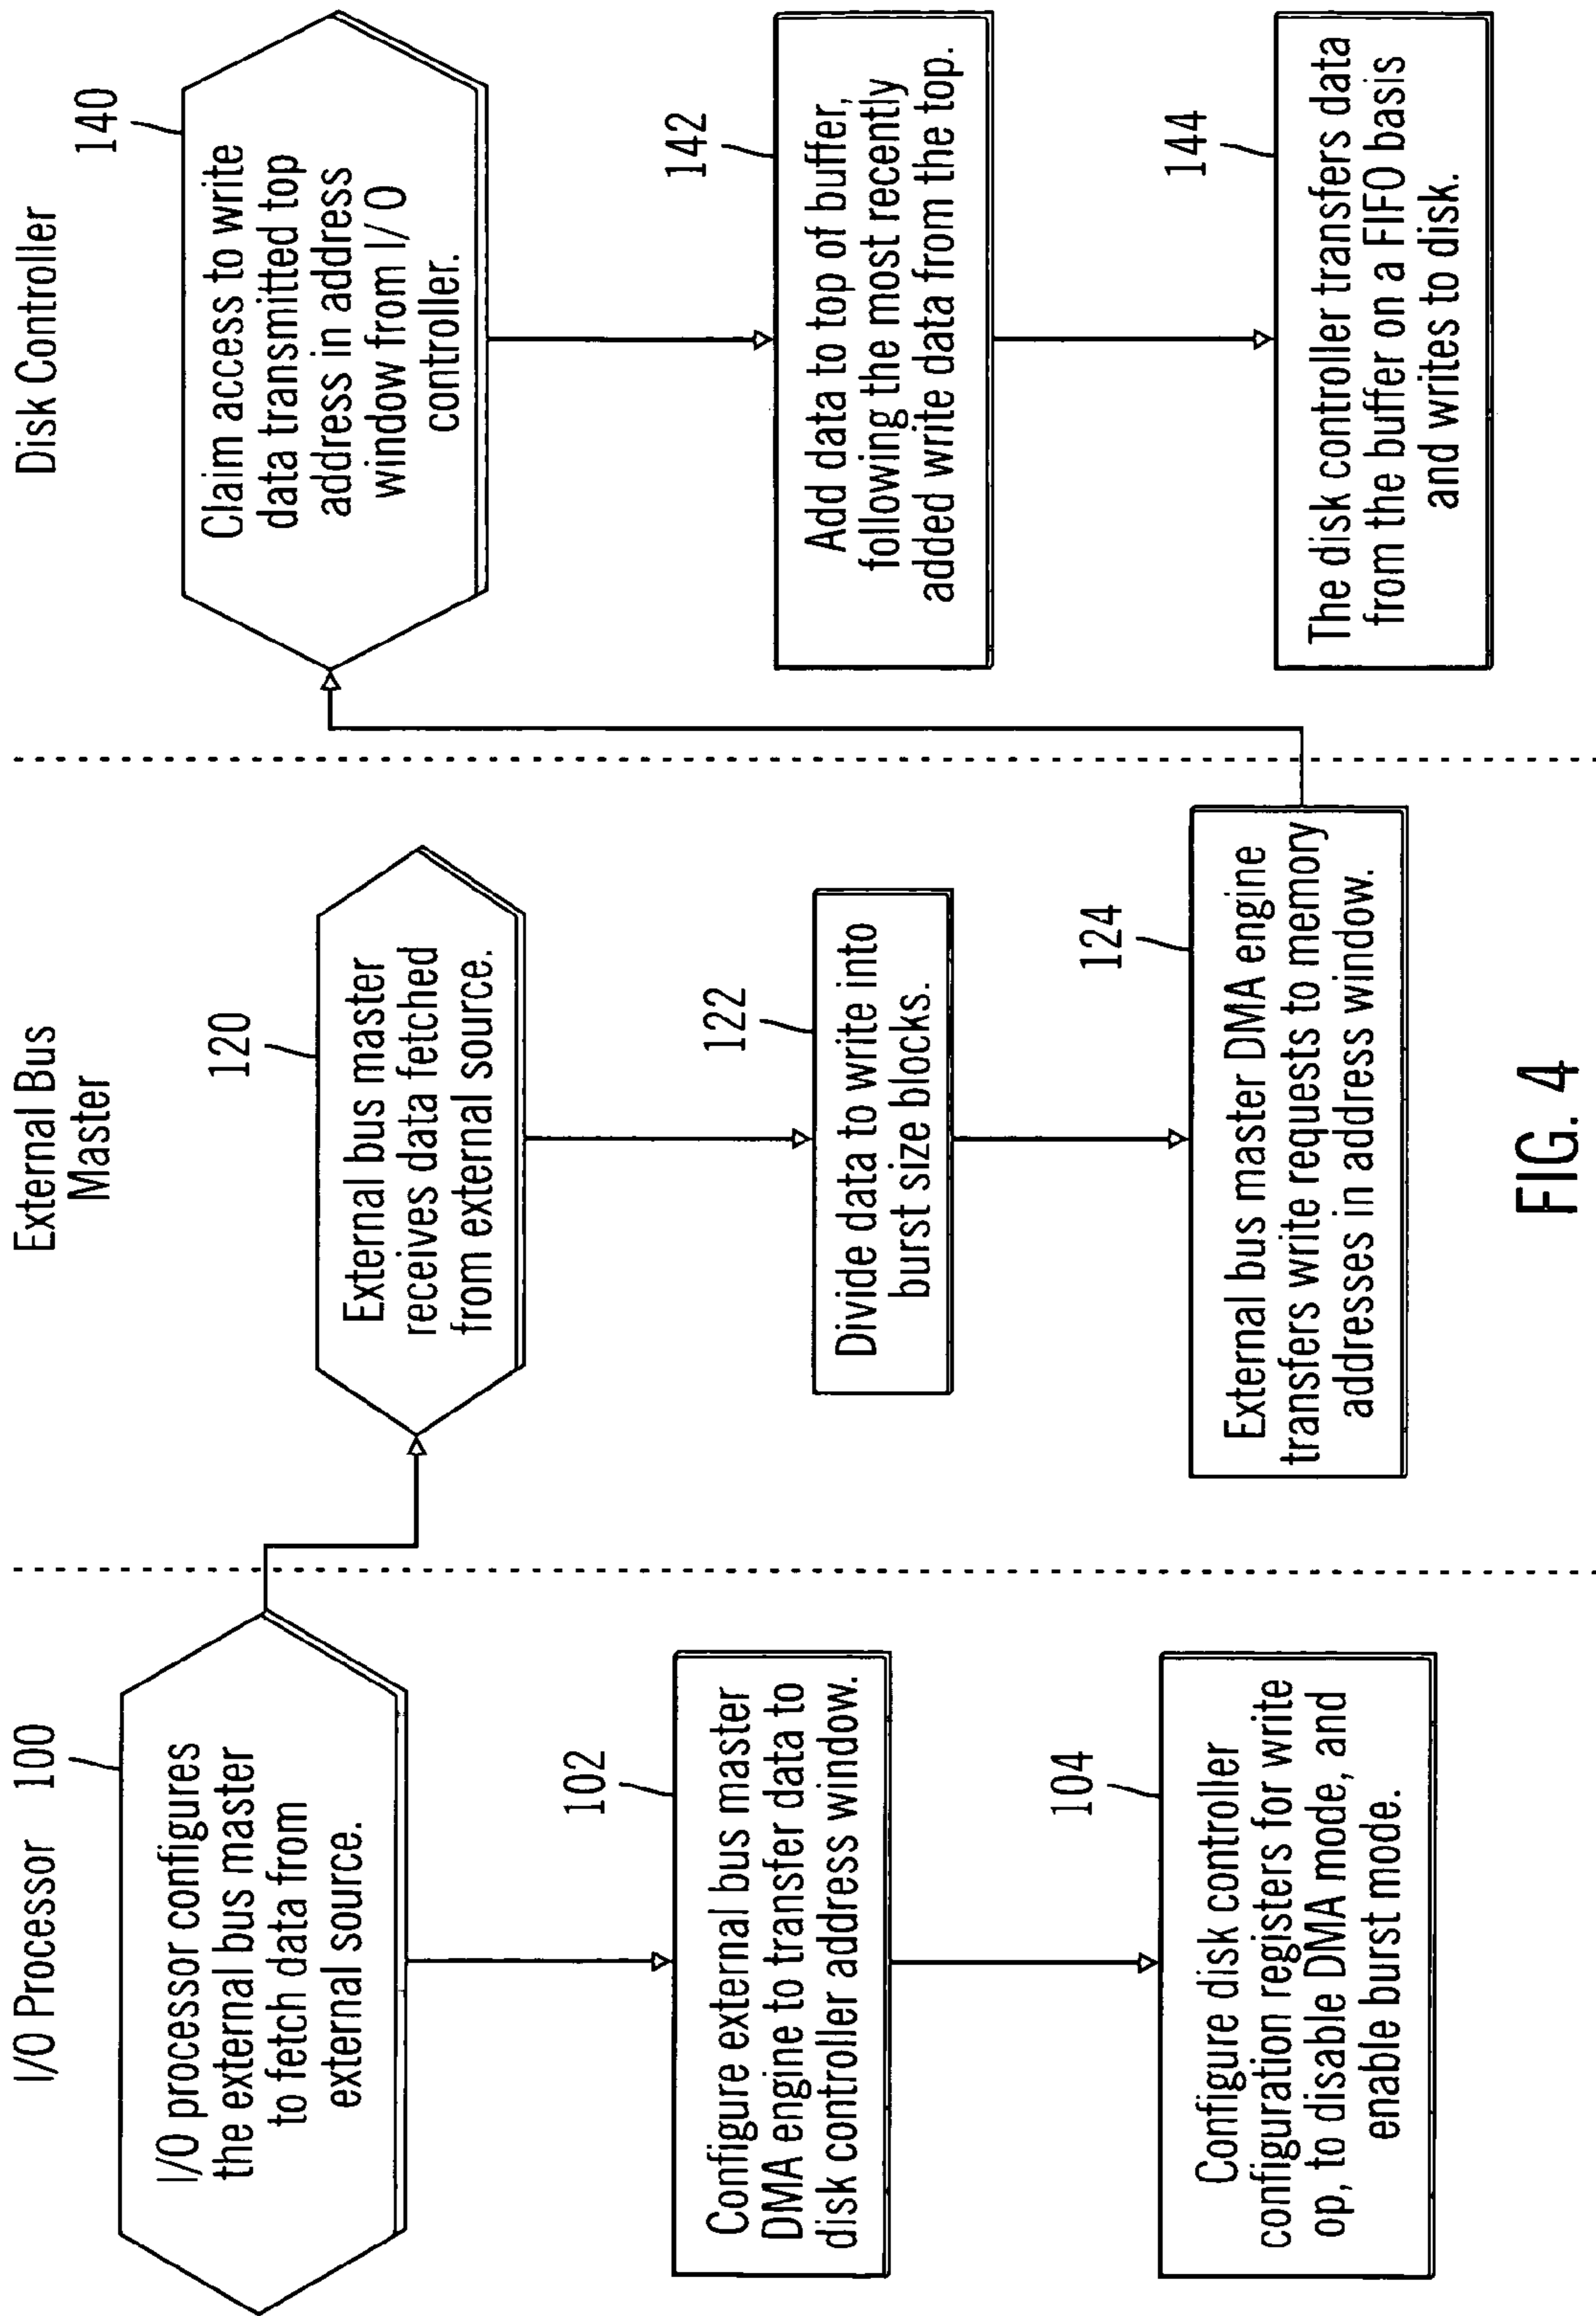 I/O Processor
100
I/O processor configures
the external bus master
to fetch data from
external source.
102
Configure external bus master
DMA engine to transfer data to
disk controller address window.
104
Configure disk controller
configuration registers for write
op, to disable DMA mode, and
enable burst mode.
External Bus
Master
120
External bus master
receives data fetched
from external source.
122
Divide data to write into
burst size blocks.
124
External bus master DMA engine
transfers write requests to memory
addresses in address window.
Disk Controller
140
Claim access to write
data transmitted top
address in address
window from I/O
controller.
142
Add data to top of buffer,
following the most recently
added write data from the top.
144
The disk controller transfers data
from the buffer on a FIFO basis
and writes to disk.
FIG. 4